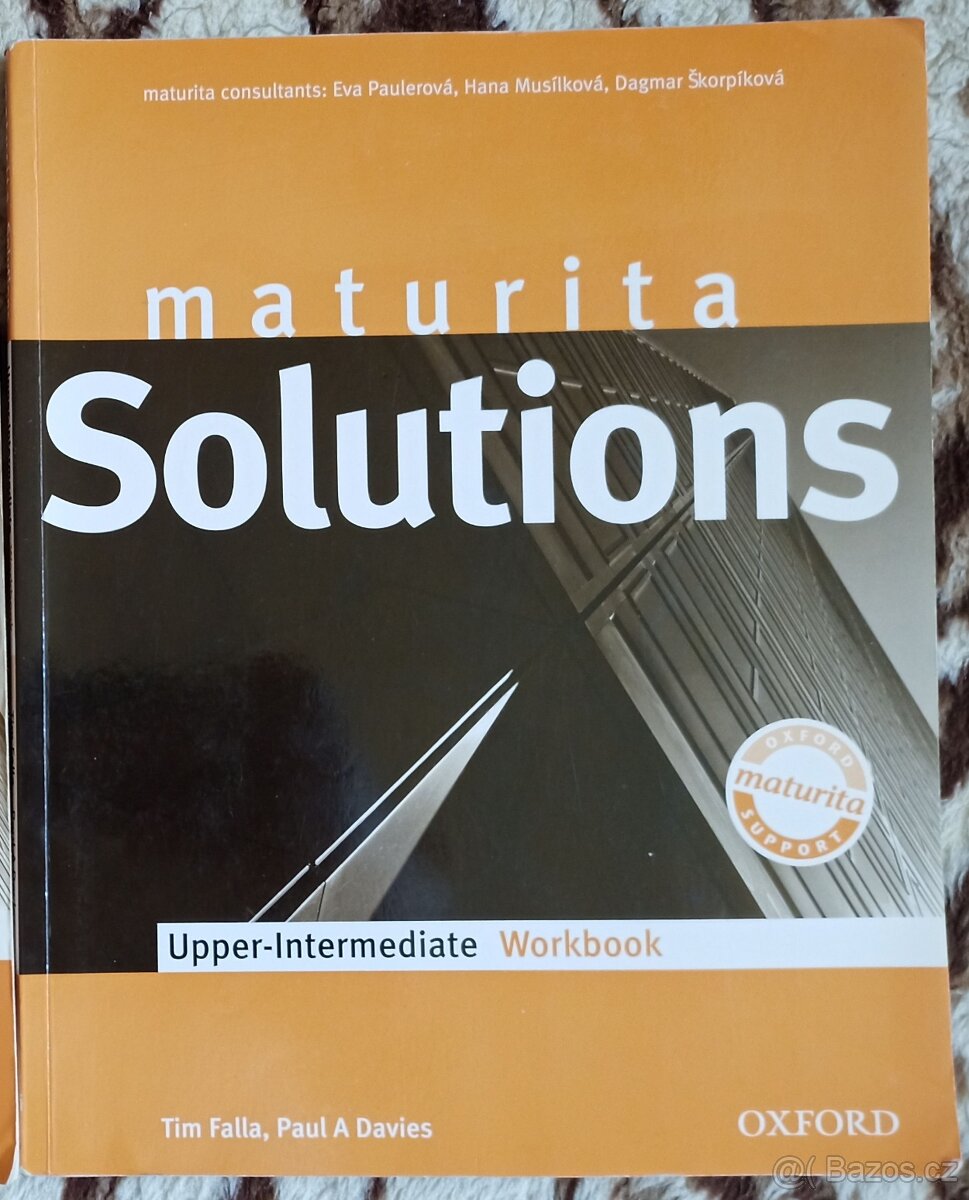 maturita consultants: Eva Paulerová, Hana Musílková, Dagmar Škorpíková
maturita
Solutions
OXFORD
maturita
SUPPORT
Upper-Intermediate Workbook
Tim Falla, Paul A Davies
OXFORD
@( Bazos.cz